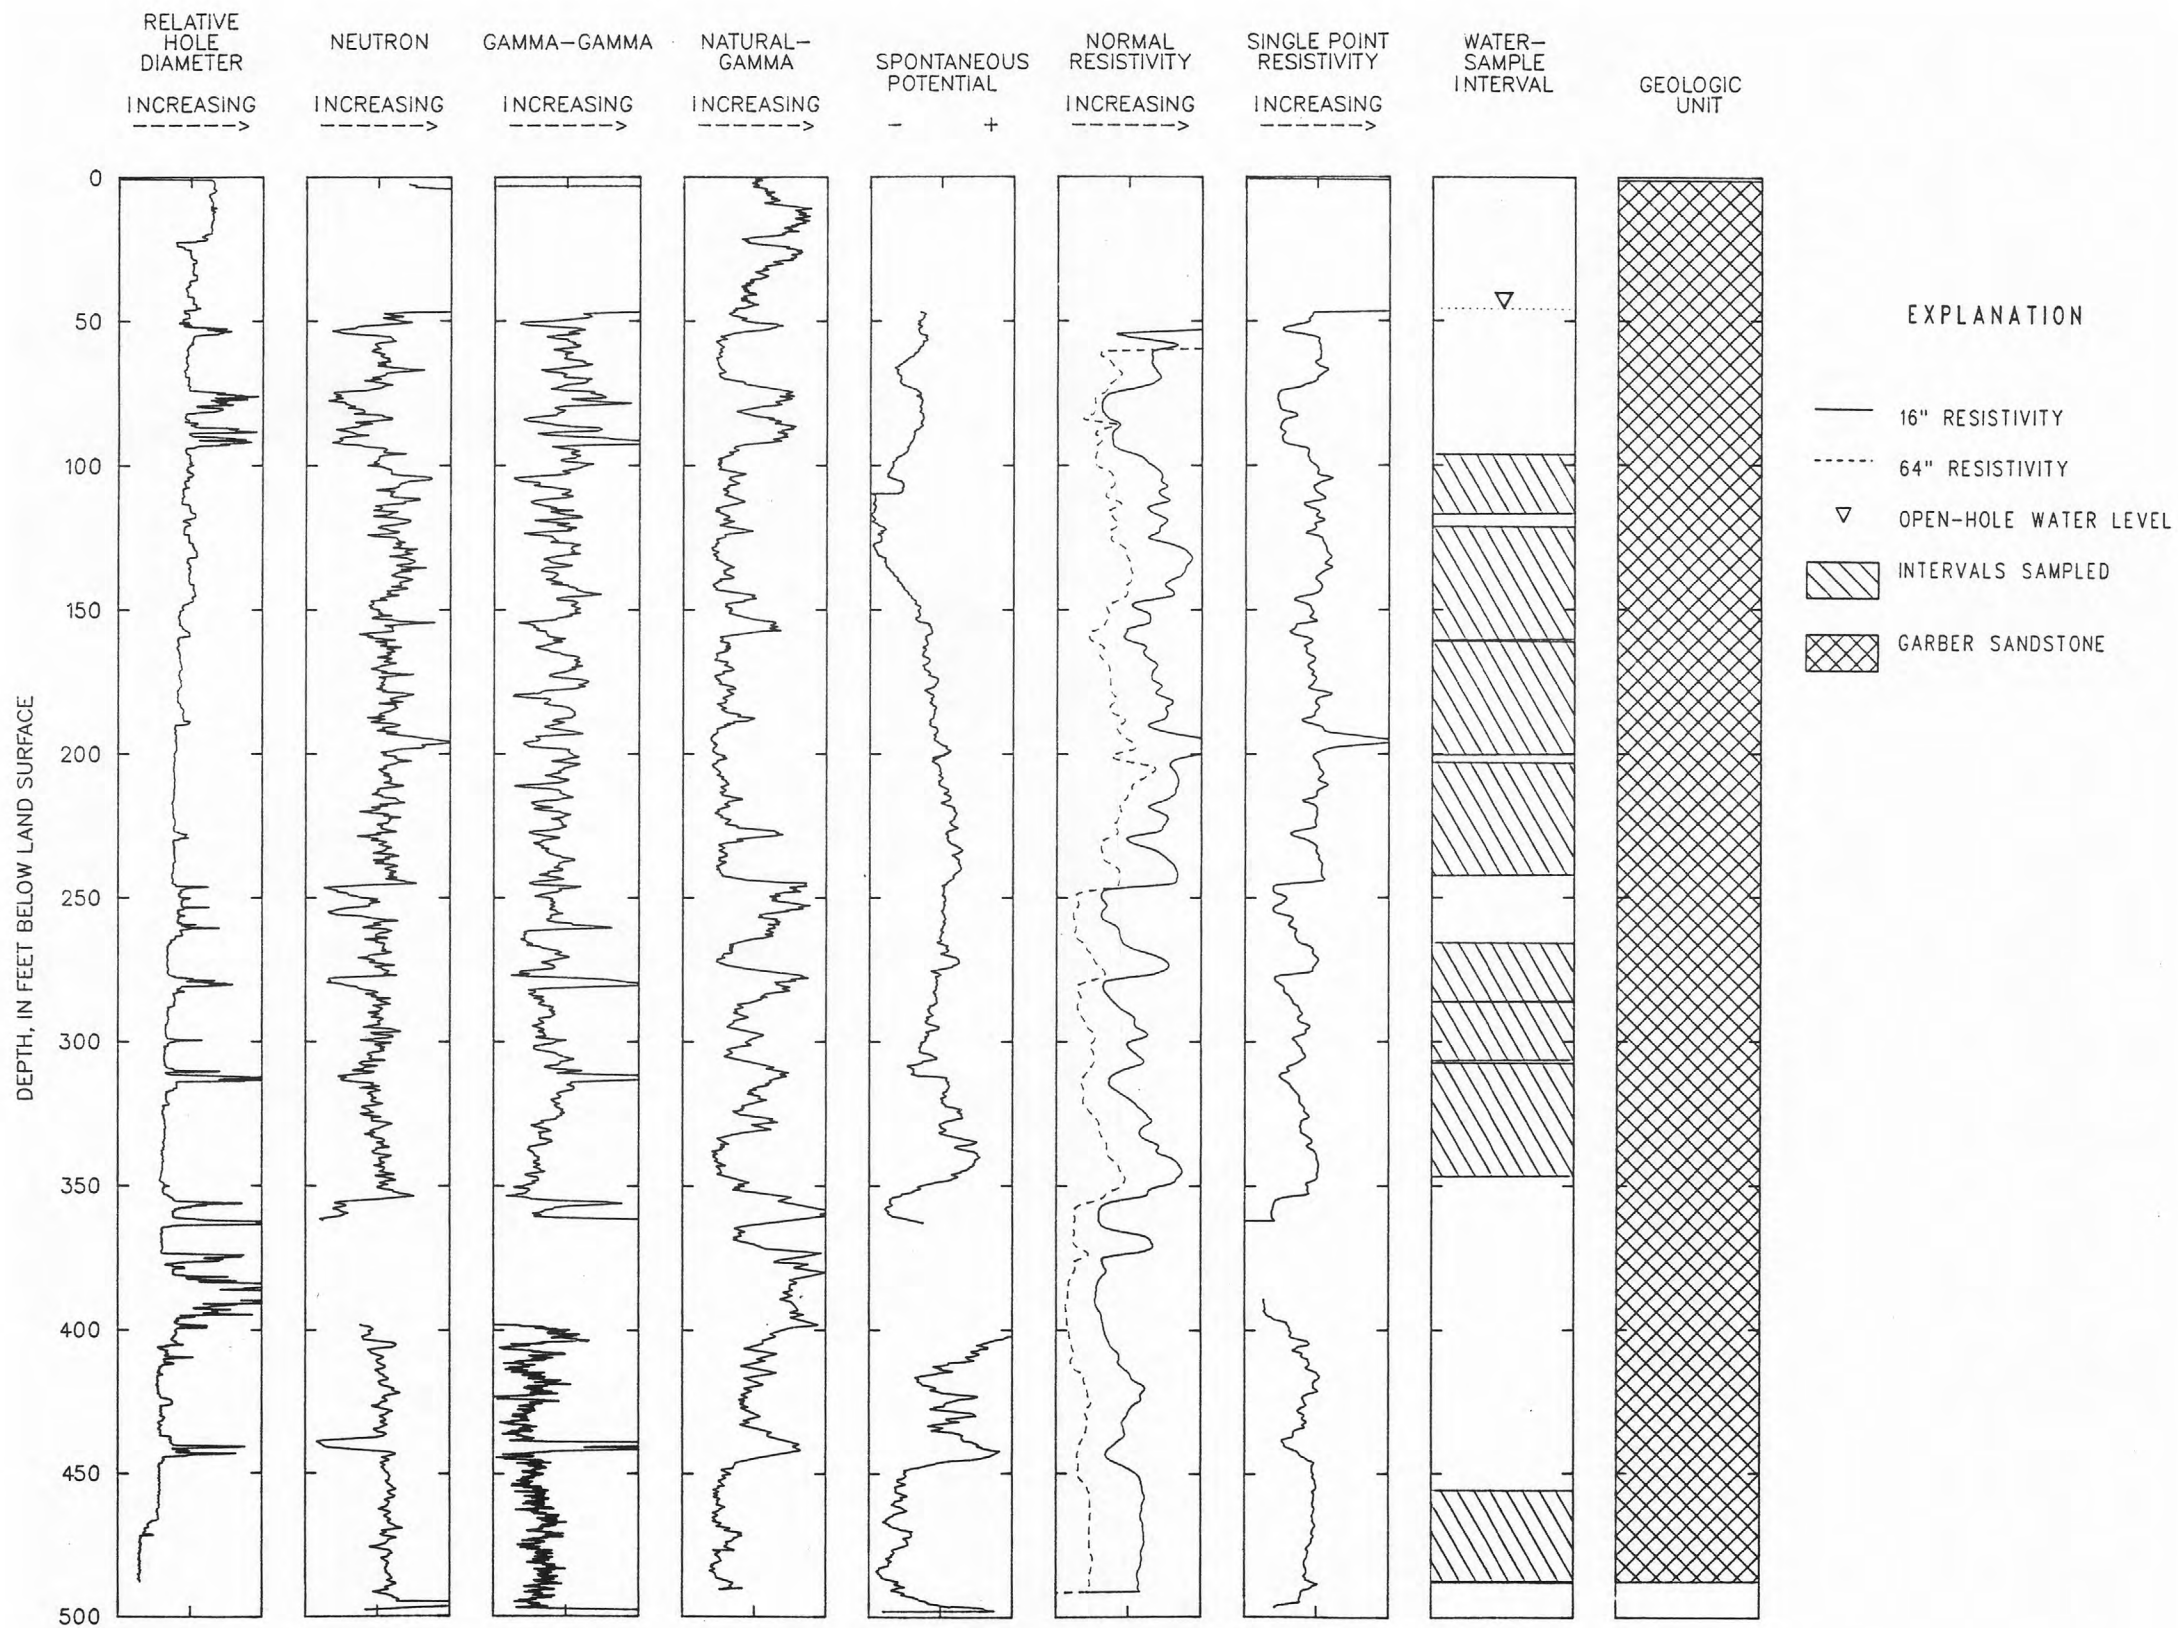 RELATIVE
HOLE
DIAMETER
INCREASING
NEUTRON
INCREASING
GAMMA-GAMMA
INCREASING
NATURAL-
GAMMA
INCREASING
SPONTANEOUS
POTENTIAL
- +
NORMAL
RESISTIVITY
INCREASING
SINGLE POINT
RESISTIVITY
INCREASING
WATER-
SAMPLE
INTERVAL
GEOLOGIC
UNIT
DEPTH, IN FEET BELOW LAND SURFACE
0
50
100
150
200
250
300
350
400
450
500
EXPLANATION
16" RESISTIVITY
64" RESISTIVITY
OPEN-HOLE WATER LEVEL
INTERVALS SAMPLED
GARBER SANDSTONE